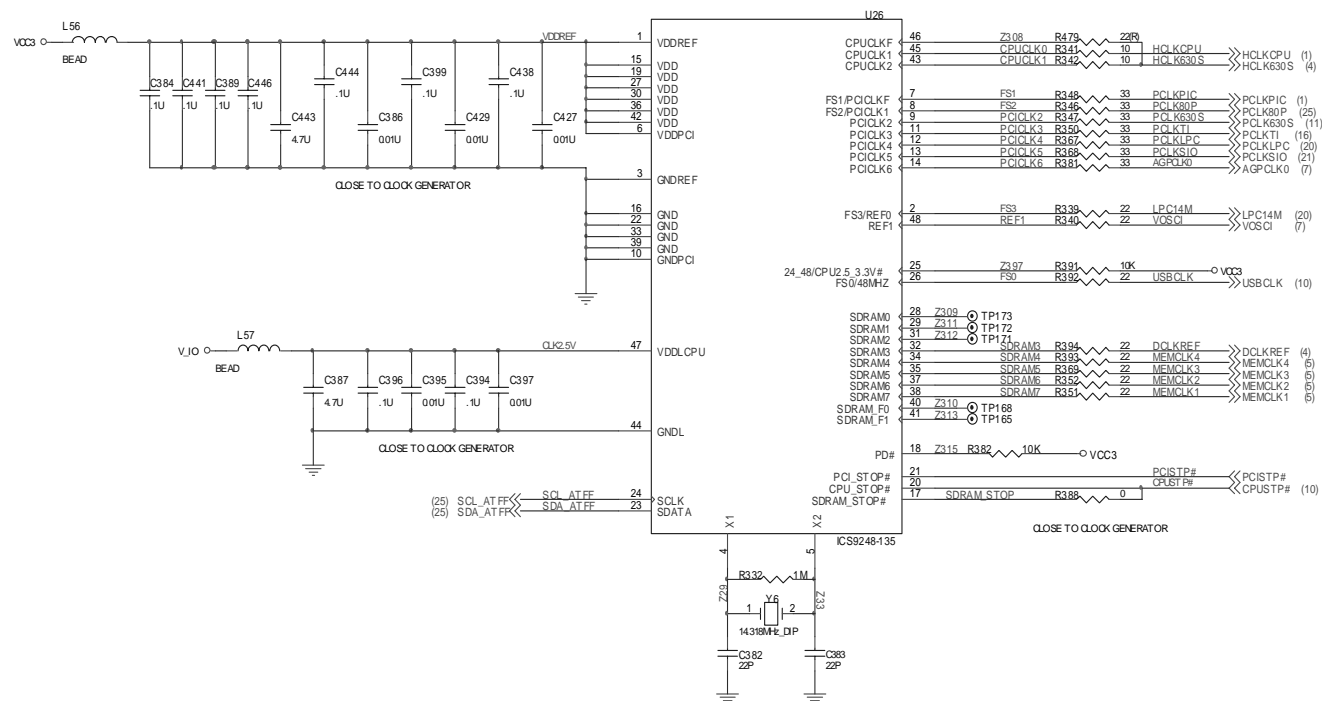 U26
L56
VCC3
BEAD
VDDREF 1 VDDREF
15 VDD
19 VDD
27 VDD
30 VDD
36 VDD
42 VDD
6 VDDPCI
C384 .1U
C441 .1U
C389 .1U
C446 .1U
C443 4.7U
C444 .1U
C386 0.01U
C399 .1U
C429 0.01U
C438 .1U
C427 0.01U
CLOSE TO CLOCK GENERATOR
3 GNDREF
16 GND
22 GND
33 GND
39 GND
10 GNDPCI
L57
V_IO
BEAD
CLK2.5V 47 VDDLCPU
C387 4.7U
C396 .1U
C395 0.01U
C394 .1U
C397 0.01U
44 GNDL
CLOSE TO CLOCK GENERATOR
(25) SCL_ATFF SCL_ATFF 24 SCLK
(25) SDA_ATFF SDA_ATFF 23 SDATA
CPUCLKF 46 Z308 R479 22(R)
CPUCLK1 45 CPUCLK0 R341 10 HCLKCPU HCLKCPU (1)
CPUCLK2 43 CPUCLK1 R342 10 HCLK630S HCLK630S (4)
FS1/PCICLKF 7 FS1 R348 33 PCLKPIC PCLKPIC (1)
FS2/PCICLK1 8 FS2 R346 33 PCLK80P PCLK80P (25)
PCICLK2 9 PCICLK2 R347 33 PCLK630S PCLK630S (11)
PCICLK3 11 PCICLK3 R350 33 PCLKTI PCLKTI (16)
PCICLK4 12 PCICLK4 R367 33 PCLKLPC PCLKLPC (20)
PCICLK5 13 PCICLK5 R368 33 PCLKSIO PCLKSIO (21)
PCICLK6 14 PCICLK6 R381 33 AGPCLK0 AGPCLK0 (7)
FS3/REF0 2 FS3 R339 22 LPC14M LPC14M (20)
REF1 48 REF1 R340 22 VOSCI VOSCI (7)
24_48/CPU2.5_3.3V# 25 Z397 R391 10K VCC3
FS0/48MHZ 26 FS0 R392 22 USBCLK USBCLK (10)
SDRAM0 28 Z309 TP173
SDRAM1 29 Z311 TP172
SDRAM2 31 Z312 TP171
SDRAM3 32 SDRAM3 R394 22 DCLKREF DCLKREF (4)
SDRAM4 34 SDRAM4 R393 22 MEMCLK4 MEMCLK4 (5)
SDRAM5 35 SDRAM5 R369 22 MEMCLK3 MEMCLK3 (5)
SDRAM6 37 SDRAM6 R352 22 MEMCLK2 MEMCLK2 (5)
SDRAM7 38 SDRAM7 R351 22 MEMCLK1 MEMCLK1 (5)
SDRAM_F0 40 Z310 TP168
SDRAM_F1 41 Z313 TP165
PD# 18 Z315 R382 10K VCC3
PCI_STOP# 21 PCISTP# PCISTP#
CPU_STOP# 20 CPUSTP# CPUSTP# (10)
SDRAM_STOP# 17 SDRAM_STOP R388 0
CLOSE TO CLOCK GENERATOR
X1 X2
ICS9248-135
4 5
R332 1M
Z29 Z33
Y6
1 2
14.318MHz_DIP
C382 22P
C383 22P